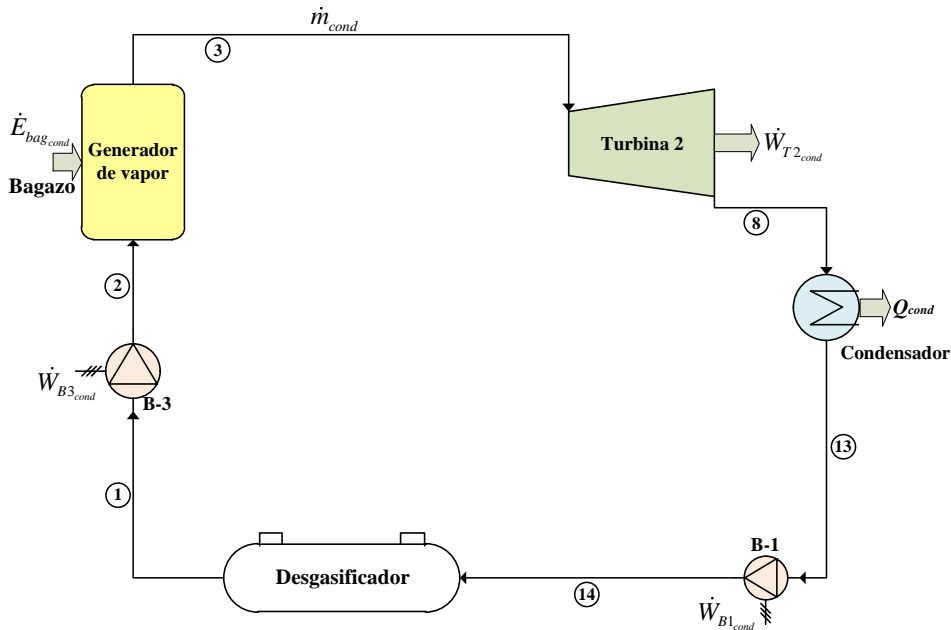 3
ṁcond
Ėbagcond
Bagazo
Generador
de vapor
Turbina 2
ẆT2cond
8
2
Qcond
Condensador
ẆB3cond
B-3
13
1
B-1
Desgasificador
14
ẆB1cond